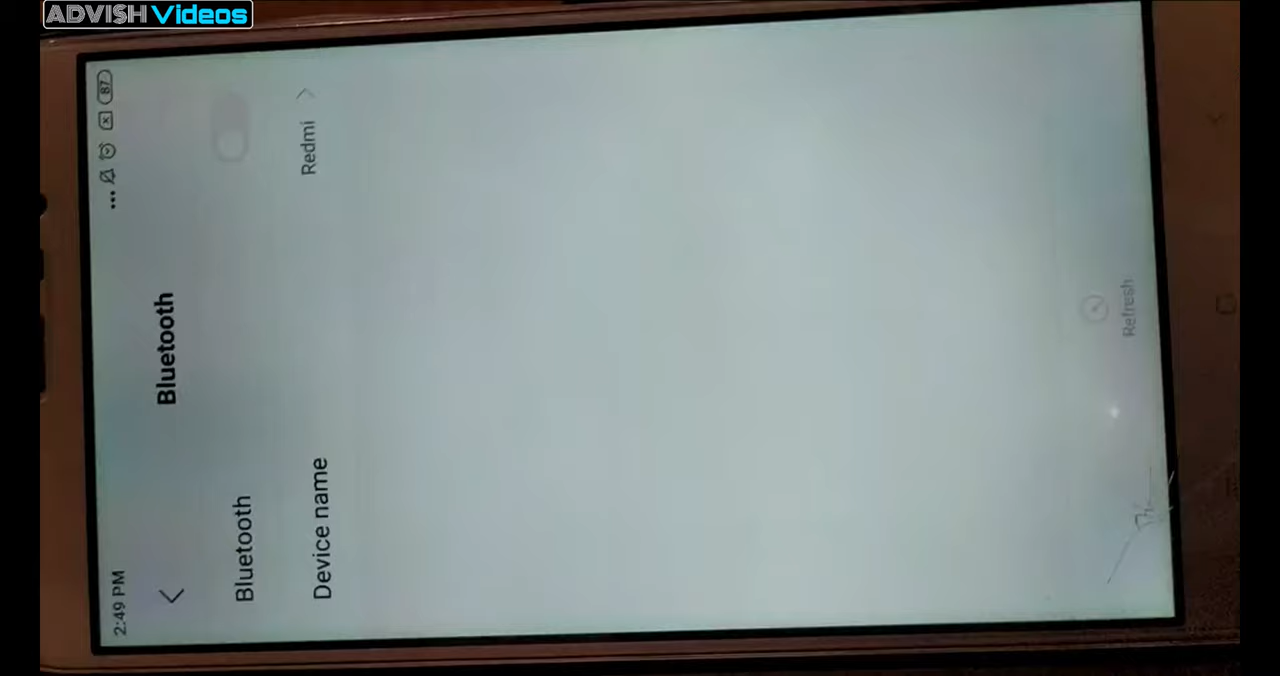 ADVISH Videos
2:49 PM ... 87
Bluetooth
Bluetooth
Device name Redmi
Refresh